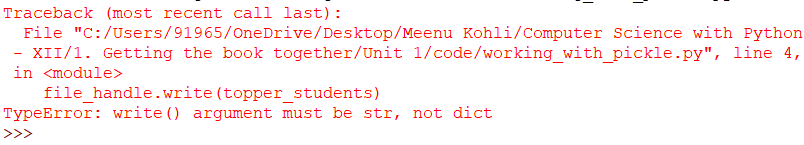 Traceback (most recent call last):
  File "C:/Users/91965/OneDrive/Desktop/Meenu Kohli/Computer Science with Python
- XII/1. Getting the book together/Unit 1/code/working_with_pickle.py", line 4,
in <module>
    file_handle.write(topper_students)
TypeError: write() argument must be str, not dict
>>>